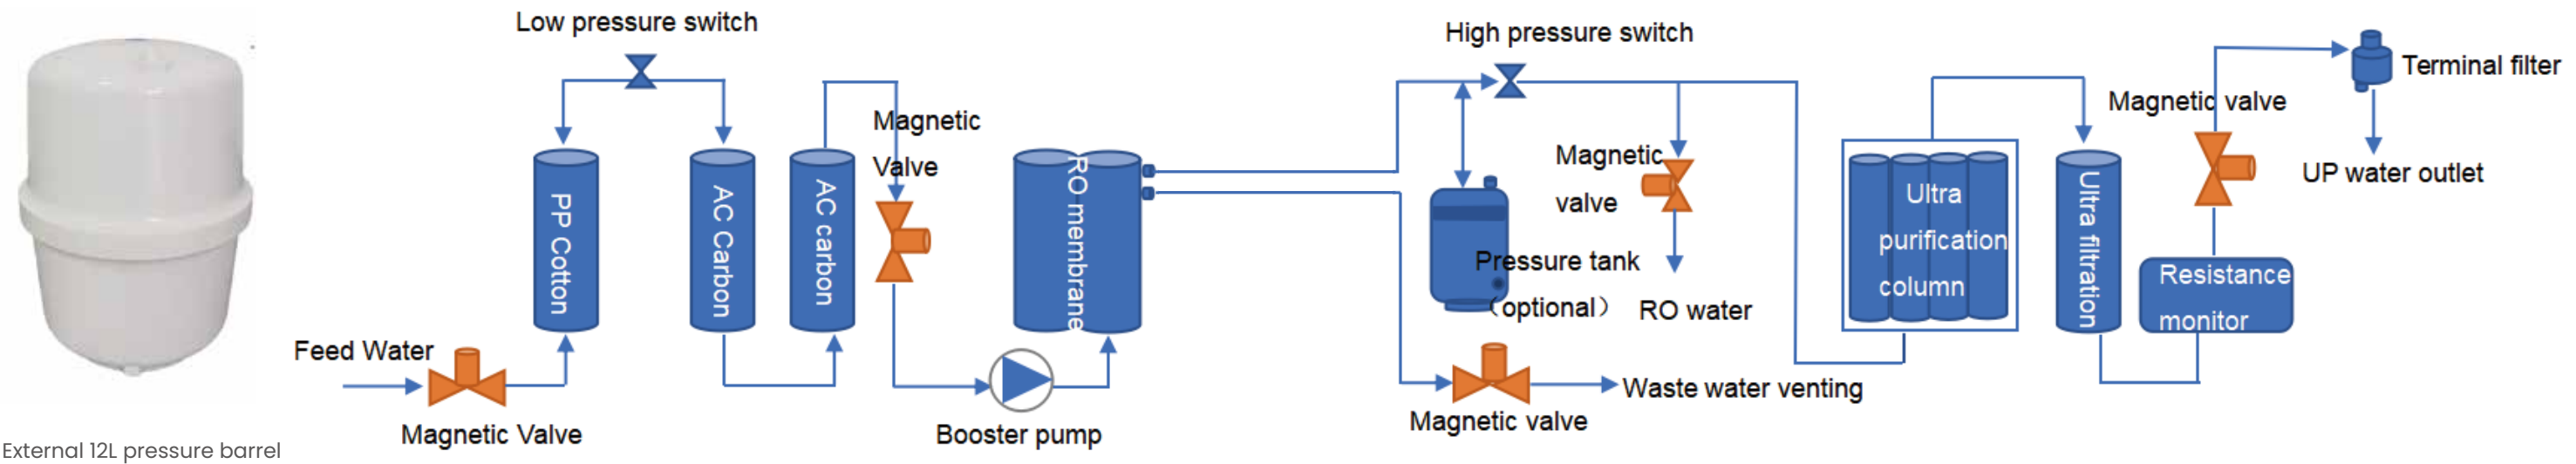 Low pressure switch
High pressure switch
Terminal filter
Magnetic valve
Magnetic
Valve
Magnetic
valve
UP water outlet
PP Cotton
AC Carbon
AC carbon
RO membrane
Ultra
purification
column
Ultra filtration
Resistance
monitor
Pressure tank
（optional）
RO water
Feed Water
Waste water venting
Magnetic valve
Magnetic Valve
Booster pump
External 12L pressure barrel